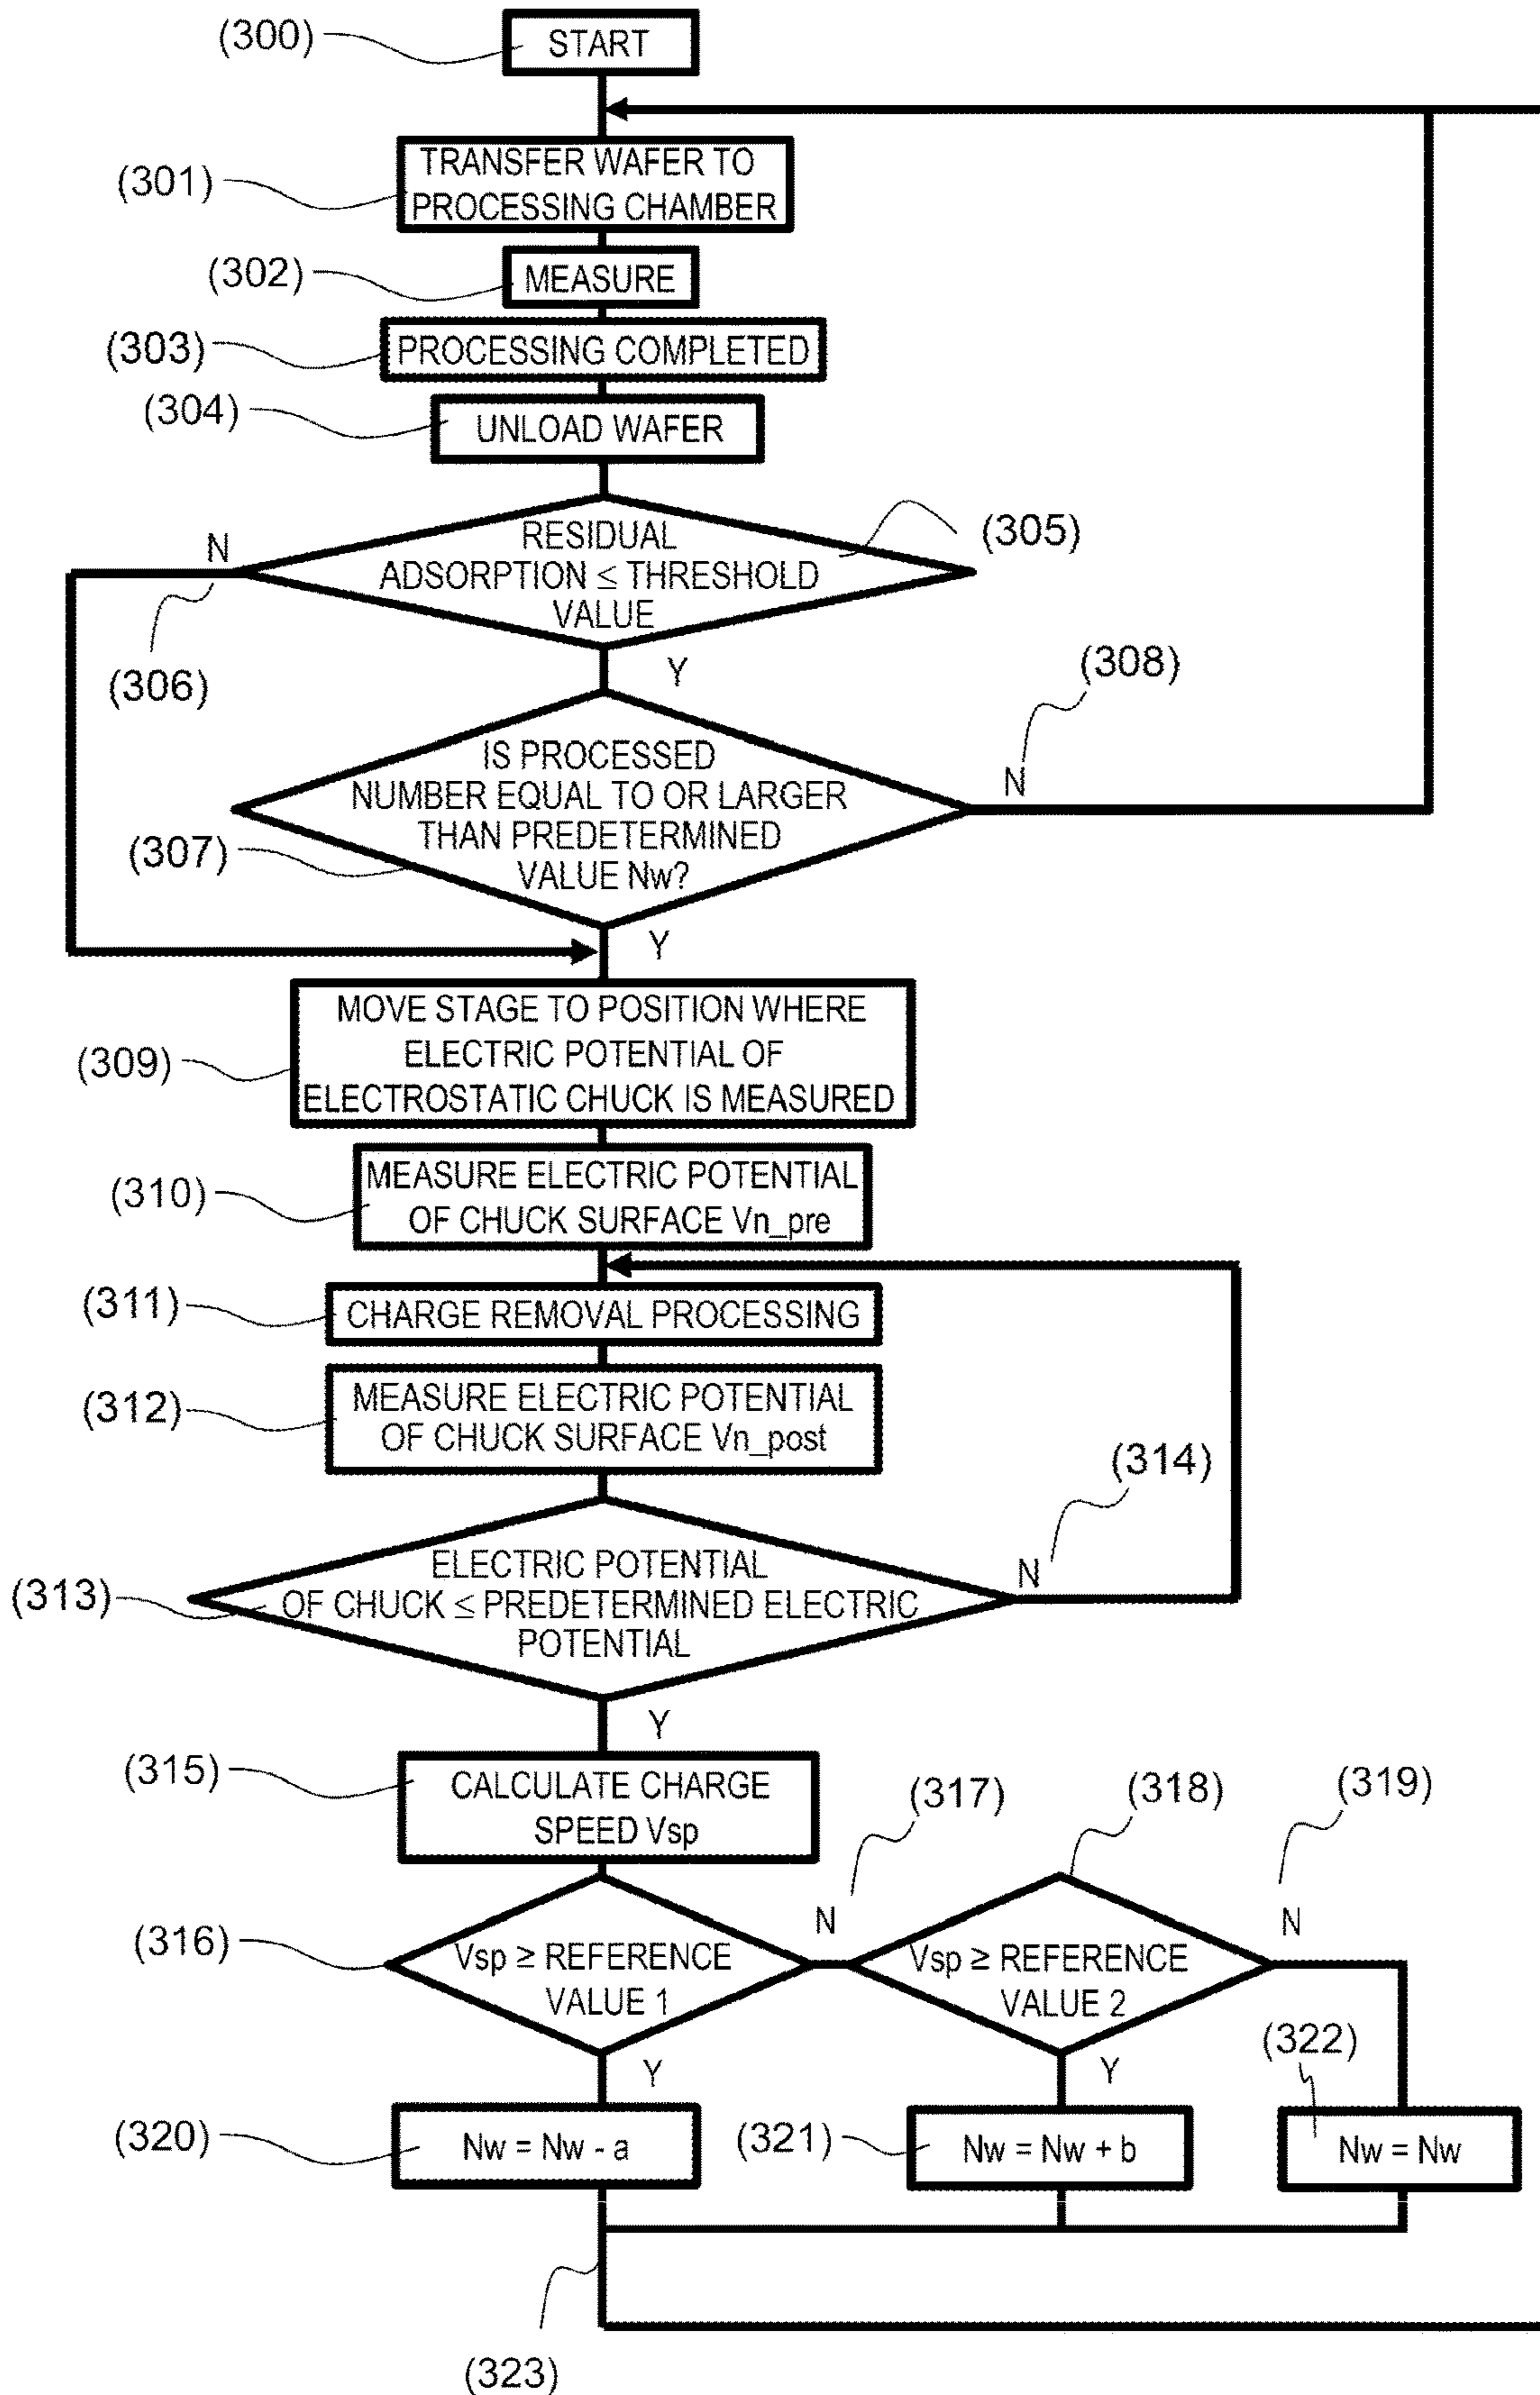 (300)
START
(301)
TRANSFER WAFER TO
PROCESSING CHAMBER
(302)
MEASURE
(303)
PROCESSING COMPLETED
(304)
UNLOAD WAFER
(305)
RESIDUAL
ADSORPTION ≤ THRESHOLD
VALUE
N
(306)
Y
(308)
IS PROCESSED
NUMBER EQUAL TO OR LARGER
THAN PREDETERMINED
VALUE Nw?
N
(307)
Y
MOVE STAGE TO POSITION WHERE
ELECTRIC POTENTIAL OF
ELECTROSTATIC CHUCK IS MEASURED
(309)
MEASURE ELECTRIC POTENTIAL
OF CHUCK SURFACE Vn_pre
(310)
(311)
CHARGE REMOVAL PROCESSING
(312)
MEASURE ELECTRIC POTENTIAL
OF CHUCK SURFACE Vn_post
(314)
N
(313)
ELECTRIC POTENTIAL
OF CHUCK ≤ PREDETERMINED ELECTRIC
POTENTIAL
Y
(315)
CALCULATE CHARGE
SPEED Vsp
(317)
(318)
(319)
(316)
Vsp ≥ REFERENCE
VALUE 1
N
Vsp ≥ REFERENCE
VALUE 2
N
(322)
Y
Y
(320)
Nw = Nw - a
(321)
Nw = Nw + b
Nw = Nw
(323)